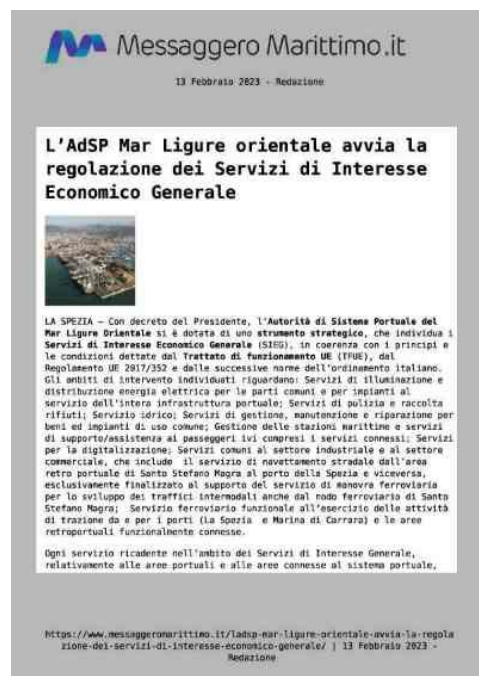 Messaggero Marittimo.it
13 Febbraio 2023 - Redazione
L'AdSP Mar Ligure orientale avvia la
regolazione dei Servizi di Interesse
Economico Generale
LA SPEZIA – Con decreto del Presidente, l'Autorità di Sistema Portuale del
Mar Ligure Orientale si è dotata di uno strumento strategico, che individua i
Servizi di Interesse Economico Generale (SIEG), in coerenza con i principi e
le condizioni dettate dal Trattato di funzionamento UE (TFUE), dal
Regolamento UE 2017/352 e dalle successive norme dell'ordinamento italiano.
Gli ambiti di intervento individuati riguardano: Servizi di illuminazione e
distribuzione energia elettrica per le parti comuni e per impianti al
servizio dell'intera infrastruttura portuale; Servizi di pulizia e raccolta
rifiuti; Servizio idrico; Servizi di gestione, manutenzione e riparazione per
beni ed impianti di uso comune; Gestione delle stazioni marittime e servizi
di supporto/assistenza ai passeggeri ivi compresi i servizi connessi; Servizi
per la digitalizzazione; Servizi comuni al settore industriale e al settore
commerciale, che include il servizio di navettamento stradale dall'area
retro portuale di Santo Stefano Magra al porto della Spezia e viceversa,
esclusivamente finalizzato al supporto del servizio di manovra ferroviaria
per lo sviluppo dei traffici intermodali anche dal nodo ferroviario di Santo
Stefano Magra; Servizio ferroviario funzionale all'esercizio delle attività
di trazione da e per i porti (La Spezia e Marina di Carrara) e le aree
retroportuali funzionalmente connesse.
Ogni servizio ricadente nell'ambito dei Servizi di Interesse Generale,
relativamente alle aree portuali e alle aree connesse al sistema portuale,
https://www.messaggeromarittimo.it/ladsp-mar-ligure-orientale-avvia-la-regola
zione-dei-servizi-di-interesse-economico-generale/ | 13 Febbraio 2023 -
Redazione